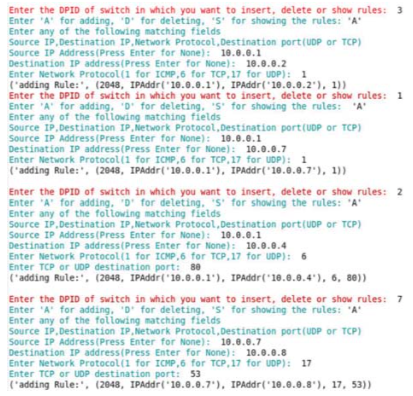 Enter the DPID of switch in which you want to insert, delete or show rules: 3
Enter 'A' for adding, 'D' for deleting, 'S' for showing the rules: 'A'
Enter any of the following matching fields
Source IP,Destination IP,Network Protocol,Destination port(UDP or TCP)
Source IP Address(Press Enter for None): 10.0.0.1
Destination IP address(Press Enter for None): 10.0.0.2
Enter Network Protocol(1 for ICMP,6 for TCP,17 for UDP): 1
('adding Rule:', (2048, IPAddr('10.0.0.1'), IPAddr('10.0.0.2'), 1))
Enter the DPID of switch in which you want to insert, delete or show rules: 1
Enter 'A' for adding, 'D' for deleting, 'S' for showing the rules: 'A'
Enter any of the following matching fields
Source IP,Destination IP,Network Protocol,Destination port(UDP or TCP)
Source IP Address(Press Enter for None): 10.0.0.1
Destination IP address(Press Enter for None): 10.0.0.7
Enter Network Protocol(1 for ICMP,6 for TCP,17 for UDP): 1
('adding Rule:', (2048, IPAddr('10.0.0.1'), IPAddr('10.0.0.7'), 1))
Enter the DPID of switch in which you want to insert, delete or show rules: 2
Enter 'A' for adding, 'D' for deleting, 'S' for showing the rules: 'A'
Enter any of the following matching fields
Source IP,Destination IP,Network Protocol,Destination port(UDP or TCP)
Source IP Address(Press Enter for None): 10.0.0.1
Destination IP address(Press Enter for None): 10.0.0.4
Enter Network Protocol(1 for ICMP,6 for TCP,17 for UDP): 6
Enter TCP or UDP destination port: 80
('adding Rule:', (2048, IPAddr('10.0.0.1'), IPAddr('10.0.0.4'), 6, 80))
Enter the DPID of switch in which you want to insert, delete or show rules: 7
Enter 'A' for adding, 'D' for deleting, 'S' for showing the rules: 'A'
Enter any of the following matching fields
Source IP,Destination IP,Network Protocol,Destination port(UDP or TCP)
Source IP Address(Press Enter for None): 10.0.0.7
Destination IP address(Press Enter for None): 10.0.0.8
Enter Network Protocol(1 for ICMP,6 for TCP,17 for UDP): 17
Enter TCP or UDP destination port: 53
('adding Rule:', (2048, IPAddr('10.0.0.7'), IPAddr('10.0.0.8'), 17, 53))